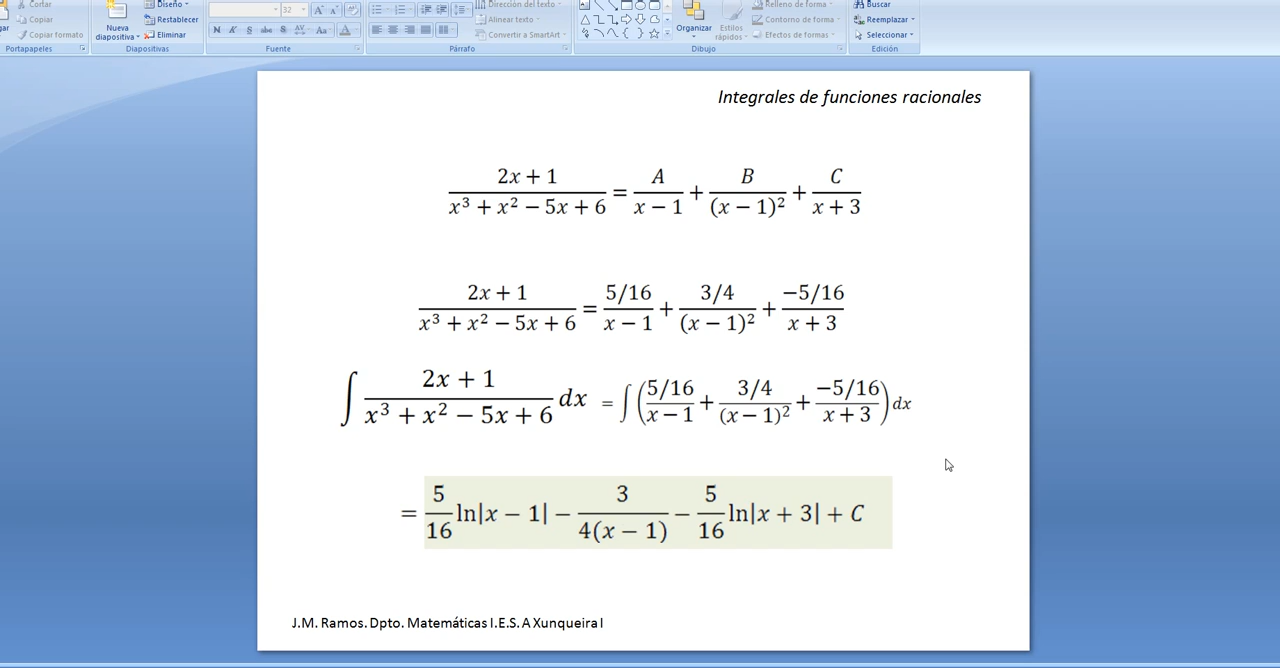 Cortar
Copiar
Copiar formato
Portapapeles
Nueva
diapositiva
Diseño
Restablecer
Eliminar
Diapositivas
32
N K S abc S AV Aa A
Fuente
Dirección del texto
Alinear texto
Convertir a SmartArt
Párrafo
Organizar
Estilos
rápidos
Relleno de forma
Contorno de forma
Efectos de formas
Dibujo
Buscar
Reemplazar
Seleccionar
Edición
Integrales de funciones racionales
(2x + 1)/(x³ + x² − 5x + 6) = A/(x − 1) + B/(x − 1)² + C/(x + 3)
(2x + 1)/(x³ + x² − 5x + 6) = (5/16)/(x − 1) + (3/4)/(x − 1)² + (−5/16)/(x + 3)
∫ (2x + 1)/(x³ + x² − 5x + 6) dx = ∫ ((5/16)/(x − 1) + (3/4)/(x − 1)² + (−5/16)/(x + 3)) dx
= 5/16 ln|x − 1| − 3/(4(x − 1)) − 5/16 ln|x + 3| + C
J.M. Ramos. Dpto. Matemáticas I.E.S. A Xunqueira I